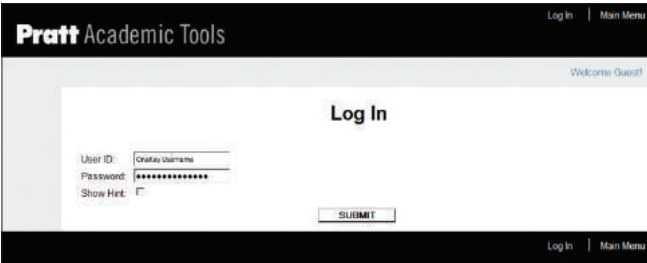 Log In | Main Menu
Pratt Academic Tools
Welcome Guest!
Log In
User ID: OneKey Username
Password: ••••••••••••••
Show Hint:
SUBMIT
Log In | Main Menu